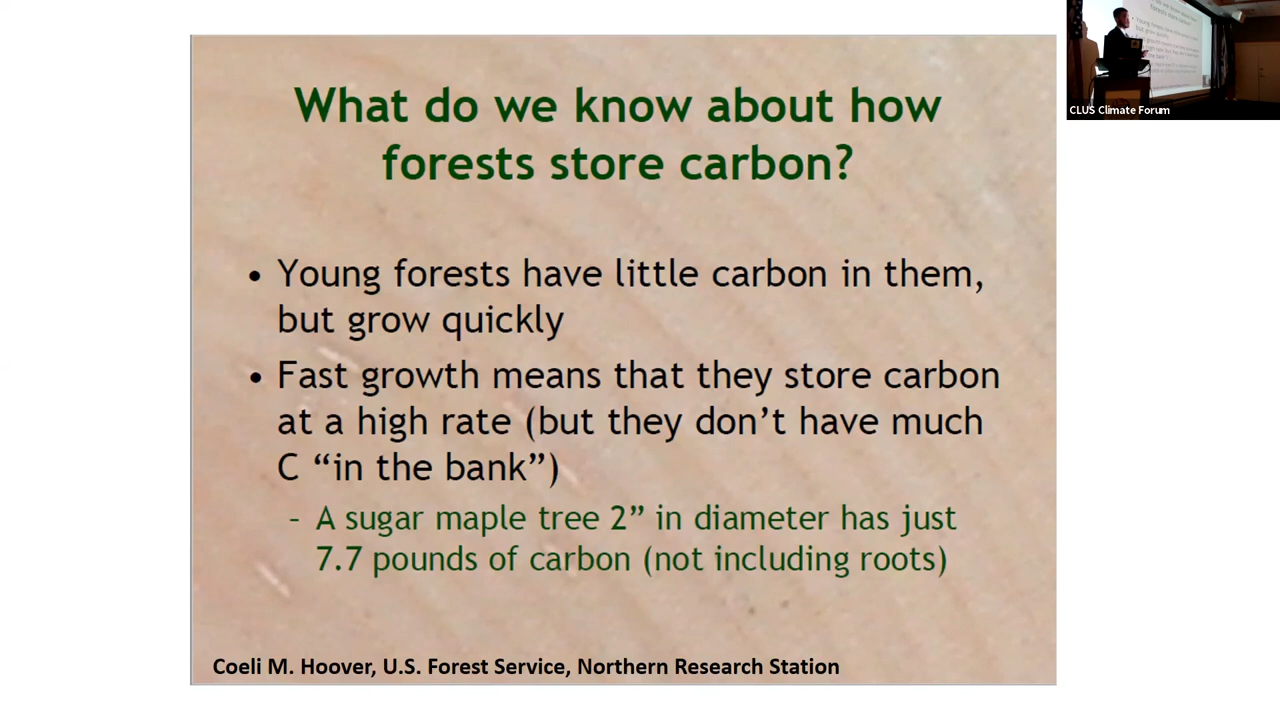 What do we know about how
forests store carbon?
• Young forests have little carbon in them,
but grow quickly
• Fast growth means that they store carbon
at a high rate (but they don’t have much
C “in the bank”)
– A sugar maple tree 2” in diameter has just
7.7 pounds of carbon (not including roots)
Coeli M. Hoover, U.S. Forest Service, Northern Research Station
CLUS Climate Forum